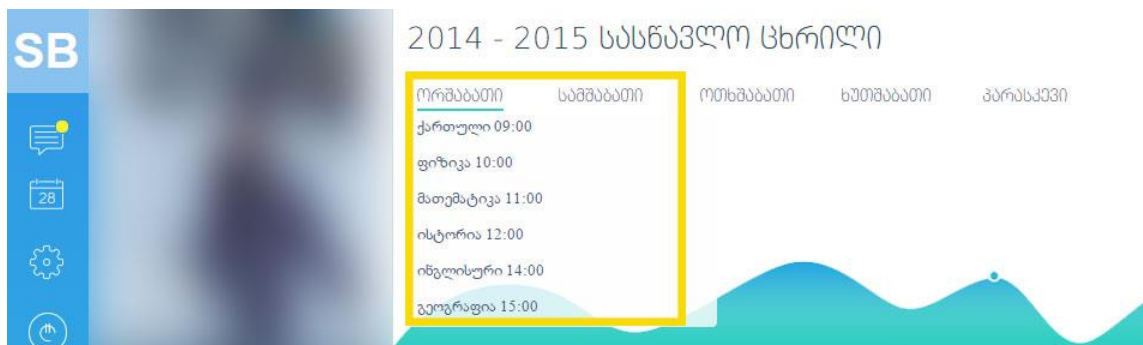 SB
2014 - 2015 სასწავლო ცხრილი
ორშაბათი სამშაბათი ოთხშაბათი ხუთშაბათი პარასკევი
ქართული 09:00
ფიზიკა 10:00
28
მათემატიკა 11:00
ისტორია 12:00
ინგლისური 14:00
გეოგრაფია 15:00